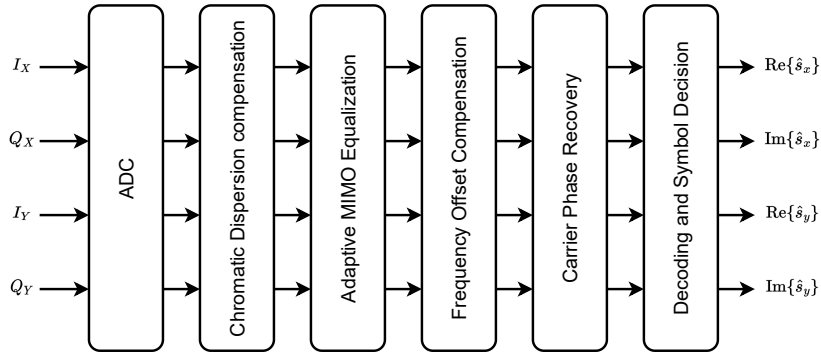 I_X
Q_X
I_Y
Q_Y
ADC
Chromatic Dispersion compensation
Adaptive MIMO Equalization
Frequency Offset Compensation
Carrier Phase Recovery
Decoding and Symbol Decision
Re{ŝ_x}
Im{ŝ_x}
Re{ŝ_y}
Im{ŝ_y}